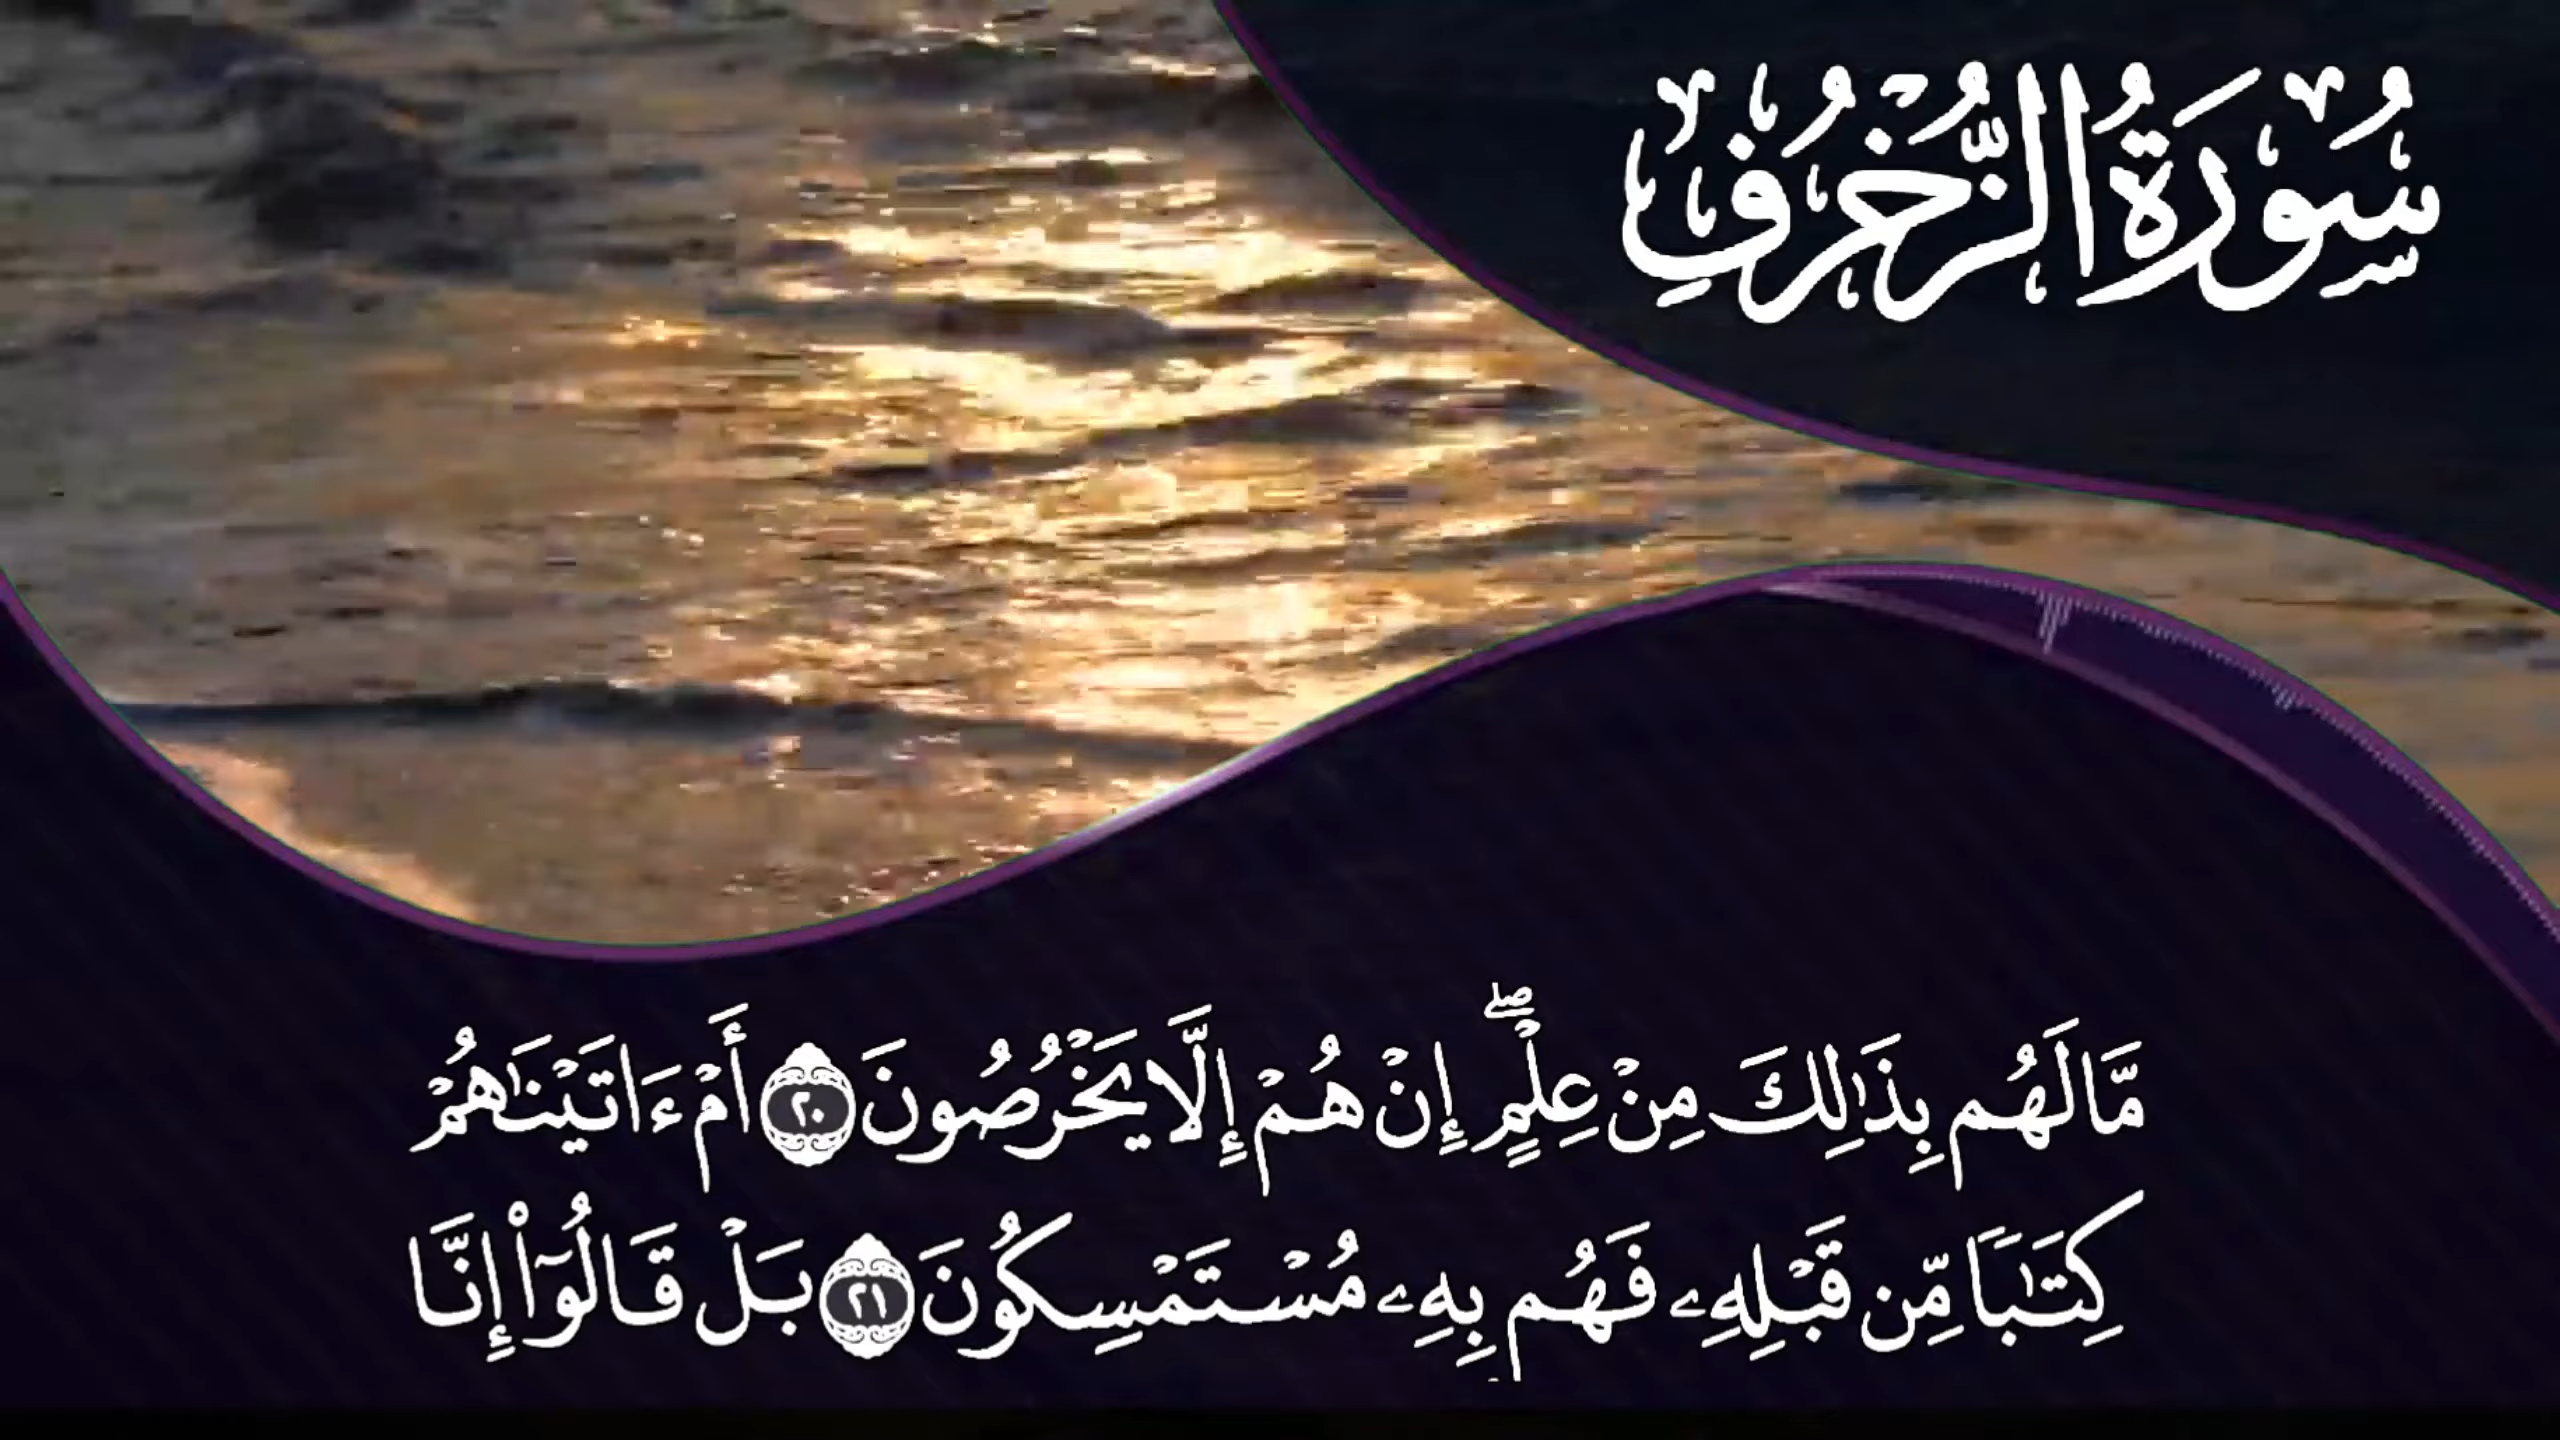 سُورَةُ الزُّخْرُفِ
مَّا لَهُم بِذَٰلِكَ مِنْ عِلْمٍ ۖ إِنْ هُمْ إِلَّا يَخْرُصُونَ ٢٠ أَمْ ءَاتَيْنَٰهُمْ
كِتَٰبًا مِّن قَبْلِهِۦ فَهُم بِهِۦ مُسْتَمْسِكُونَ ٢١ بَلْ قَالُوٓا۟ إِنَّا